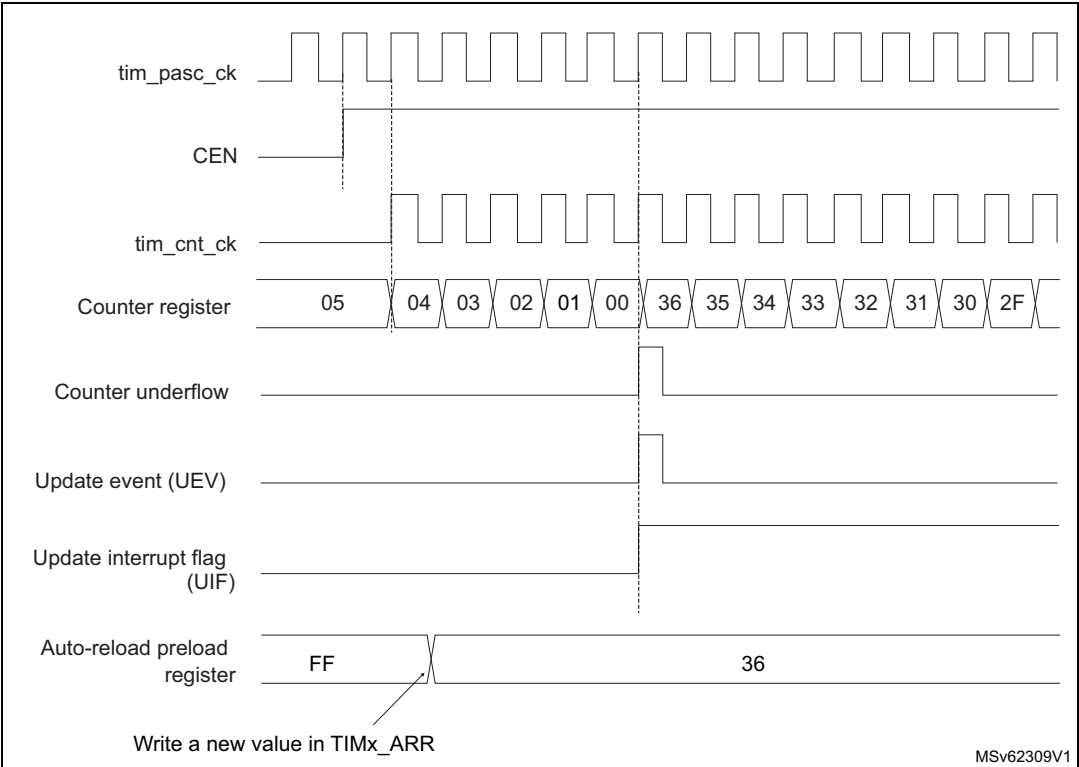 tim_pasc_ck
CEN
tim_cnt_ck
Counter register 05 04 03 02 01 00 36 35 34 33 32 31 30 2F
Counter underflow
Update event (UEV)
Update interrupt flag
(UIF)
Auto-reload preload
register
FF 36
Write a new value in TIMx_ARR
MSv62309V1